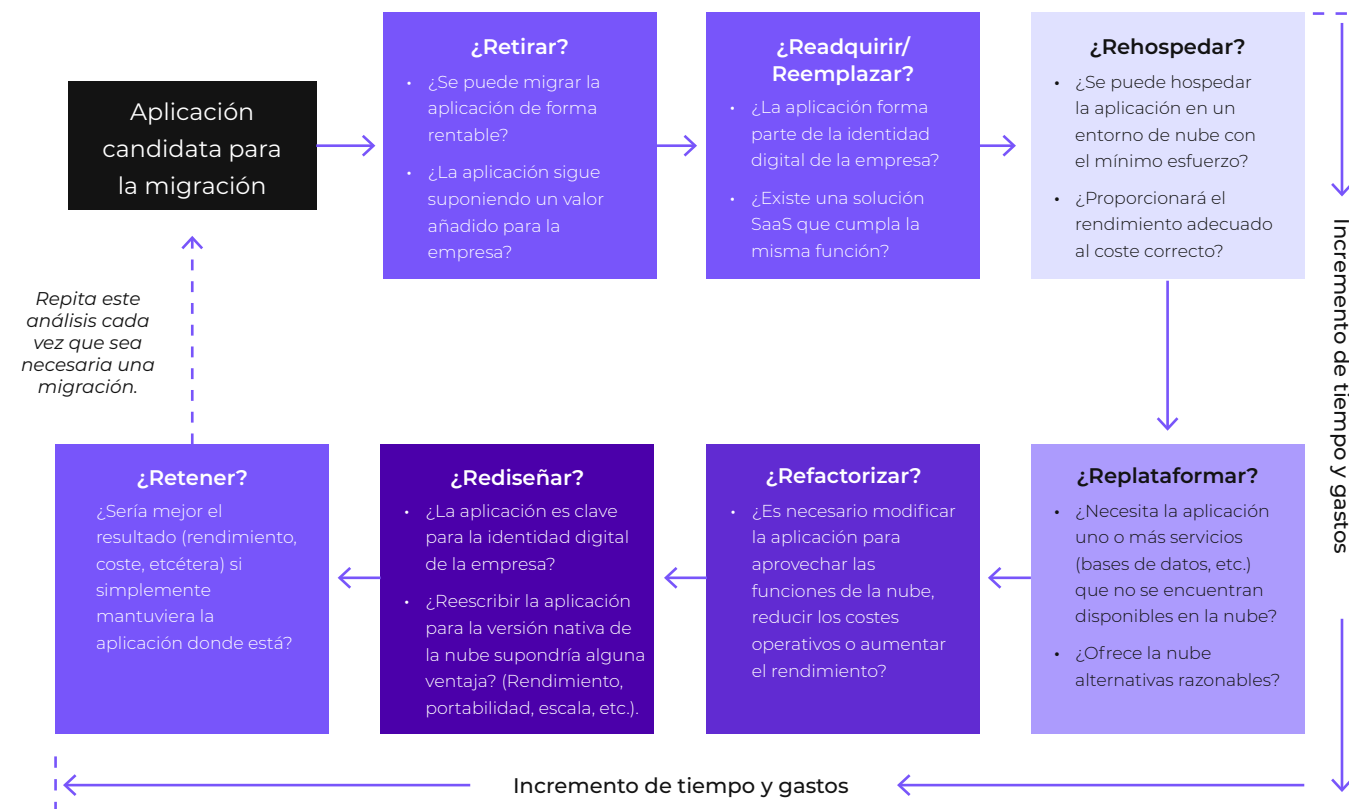 Aplicación
candidata para
la migración
¿Retirar?
• ¿Se puede migrar la
aplicación de forma
rentable?
• ¿La aplicación sigue
suponiendo un valor
añadido para la
empresa?
¿Readquirir/
Reemplazar?
• ¿La aplicación forma
parte de la identidad
digital de la empresa?
• ¿Existe una solución
SaaS que cumpla la
misma función?
¿Rehospedar?
• ¿Se puede hospedar
la aplicación en un
entorno de nube con
el mínimo esfuerzo?
• ¿Proporcionará el
rendimiento adecuado
al coste correcto?
Incremento de tiempo y gastos
¿Replataformar?
• ¿Necesita la aplicación
uno o más servicios
(bases de datos, etc.)
que no se encuentran
disponibles en la nube?
• ¿Ofrece la nube
alternativas razonables?
¿Refactorizar?
• ¿Es necesario modificar
la aplicación para
aprovechar las
funciones de la nube,
reducir los costes
operativos o aumentar
el rendimiento?
¿Rediseñar?
• ¿La aplicación es clave
para la identidad digital
de la empresa?
• ¿Reescribir la aplicación
para la versión nativa de
la nube supondría alguna
ventaja? (Rendimiento,
portabilidad, escala, etc.).
¿Retener?
¿Sería mejor el
resultado (rendimiento,
coste, etcétera) si
simplemente
mantuviera la
aplicación donde está?
Repita este
análisis cada
vez que sea
necesaria una
migración.
Incremento de tiempo y gastos